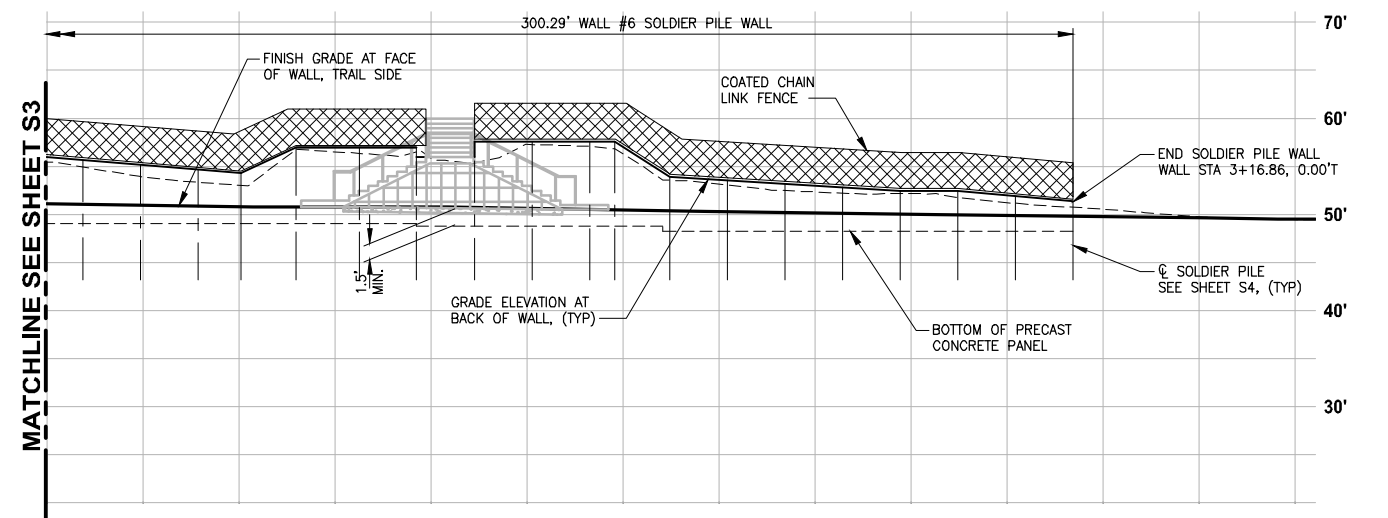 300.29' WALL #6 SOLDIER PILE WALL
70'
FINISH GRADE AT FACE
OF WALL, TRAIL SIDE
COATED CHAIN
LINK FENCE
60'
END SOLDIER PILE WALL
WALL STA 3+16.86, 0.00'T
50'
MATCHLINE SEE SHEET S3
1.5'
MIN.
GRADE ELEVATION AT
BACK OF WALL, (TYP)
℄ SOLDIER PILE
SEE SHEET S4, (TYP)
40'
BOTTOM OF PRECAST
CONCRETE PANEL
30'